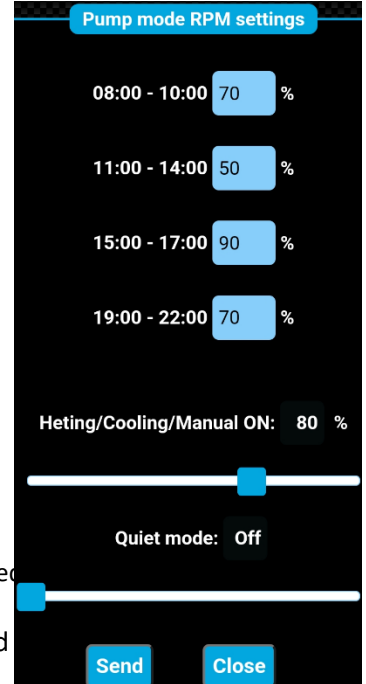 Pump mode RPM settings
08:00 - 10:00 70 %
11:00 - 14:00 50 %
15:00 - 17:00 90 %
19:00 - 22:00 70 %
Heting/Cooling/Manual ON: 80 %
Quiet mode: Off
Send Close